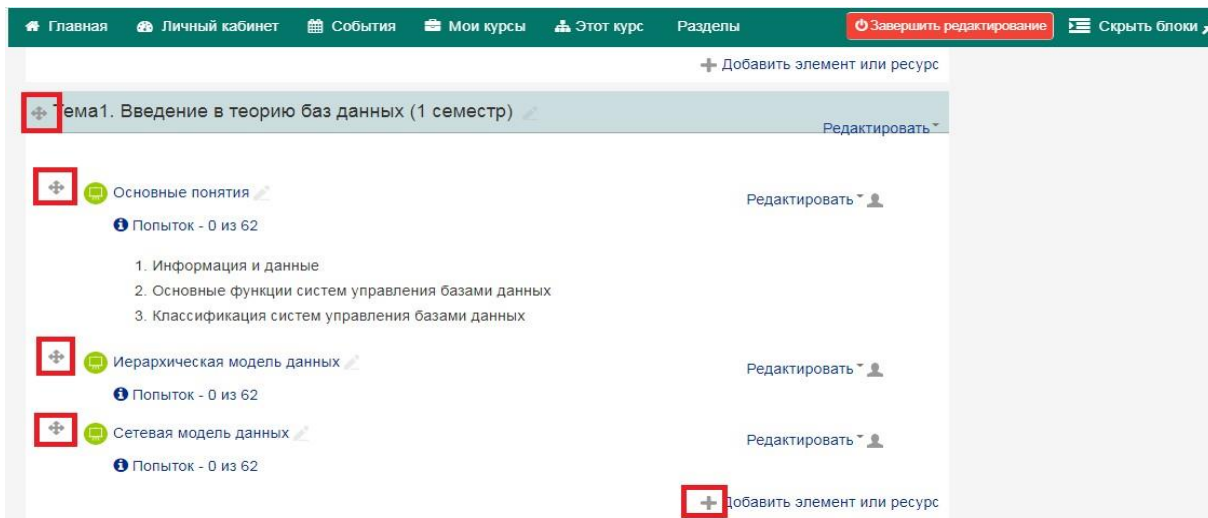 Главная Личный кабинет События Мои курсы Этот курс Разделы Завершить редактирование Скрыть блоки
Добавить элемент или ресурс
Тема1. Введение в теорию баз данных (1 семестр)
Редактировать
Основные понятия Редактировать
Попыток - 0 из 62
1. Информация и данные
2. Основные функции систем управления базами данных
3. Классификация систем управления базами данных
Иерархическая модель данных Редактировать
Попыток - 0 из 62
Сетевая модель данных Редактировать
Попыток - 0 из 62
Добавить элемент или ресурс